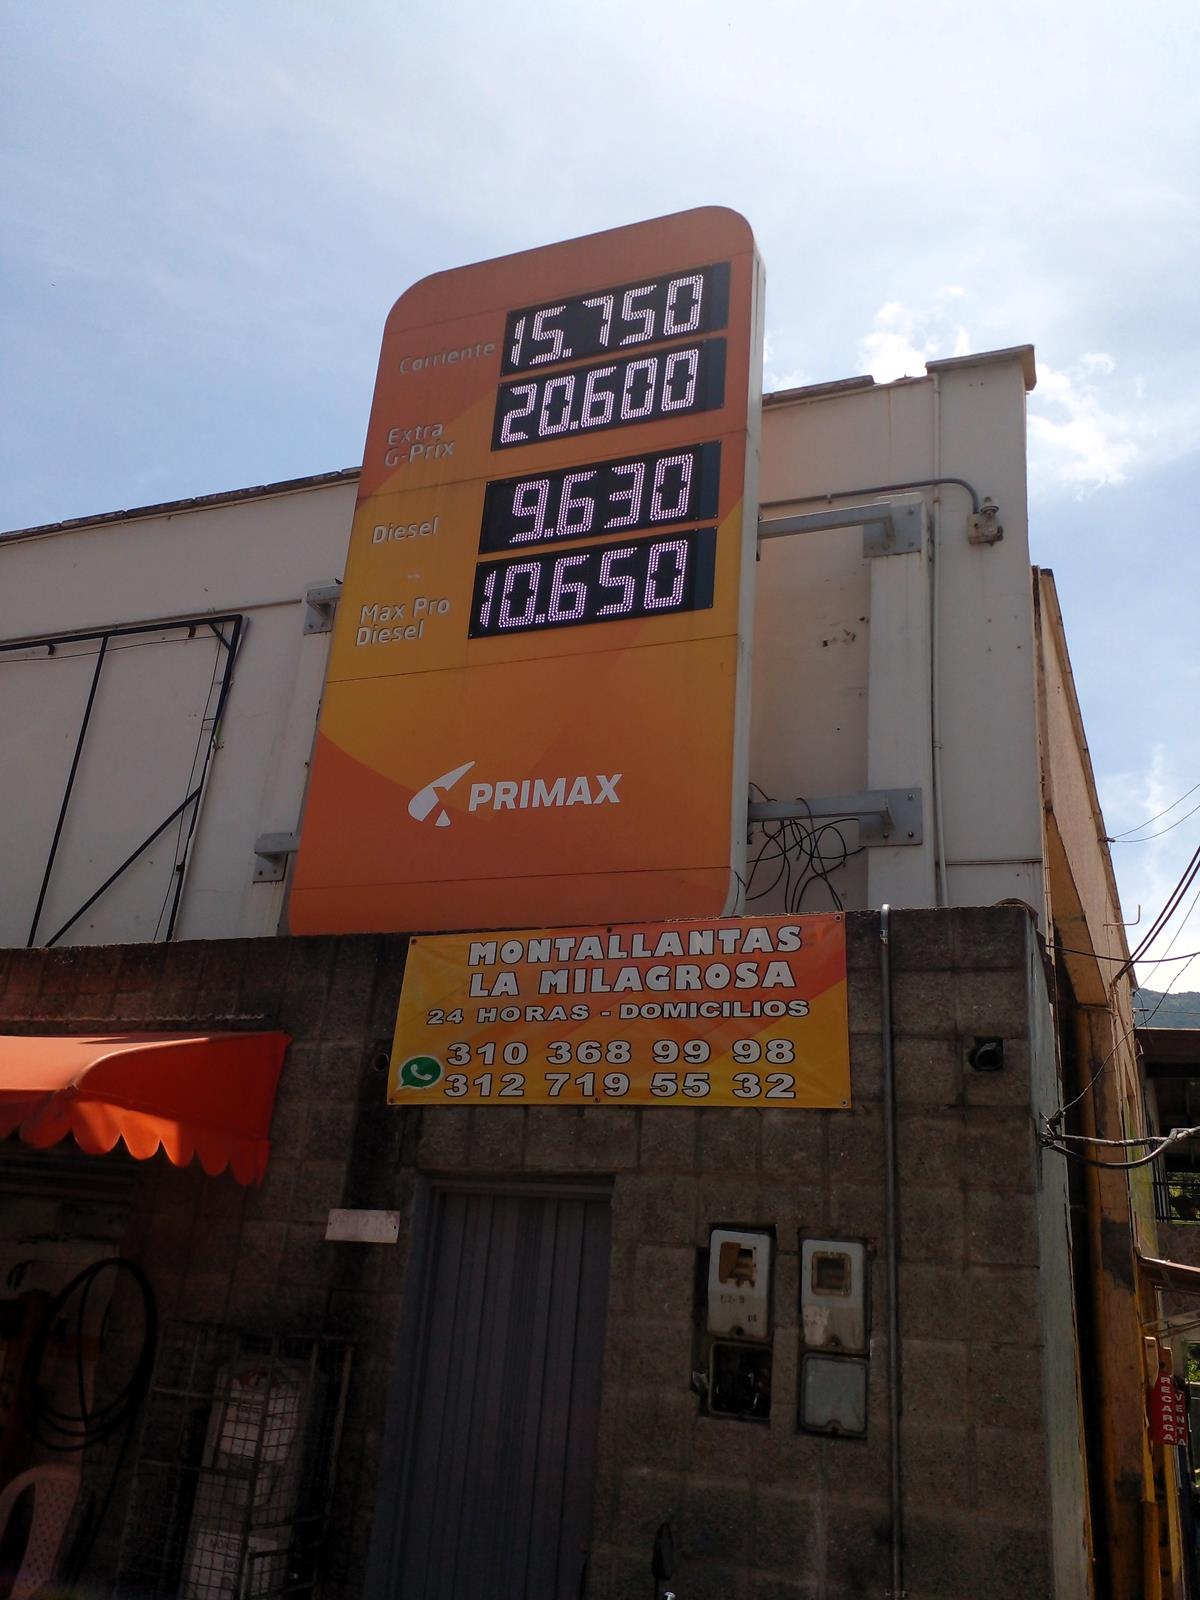 Corriente 15.750
Extra
G-Prix 20.600
Diesel 9.630
Max Pro
Diesel 10.650
PRIMAX
MONTALLANTAS
LA MILAGROSA
24 HORAS - DOMICILIOS
310 368 99 98
312 719 55 32
RECARGA
VENTA